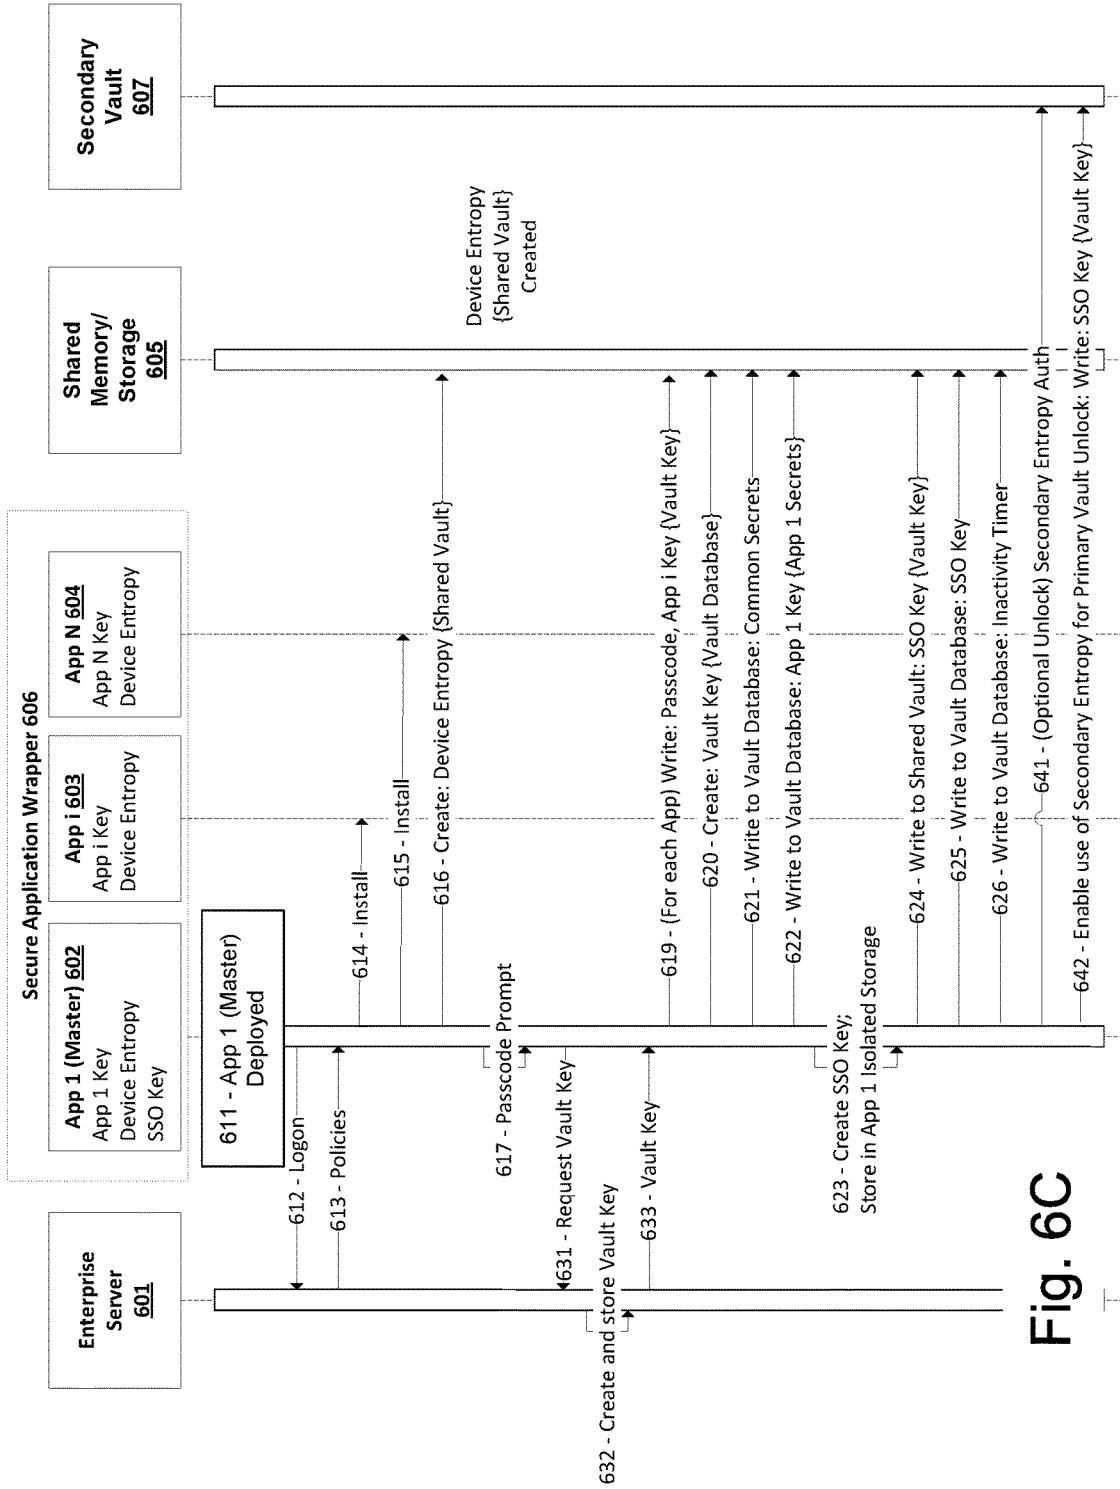 Secure Application Wrapper 606
Enterprise
Server
601
App 1 (Master) 602
App 1 Key
Device Entropy
SSO Key
App i 603
App i Key
Device Entropy
App N 604
App N Key
Device Entropy
Shared
Memory/
Storage
605
Secondary
Vault
607
611 - App 1 (Master)
Deployed
612 - Logon
613 - Policies
614 - Install
615 - Install
616 - Create: Device Entropy {Shared Vault}
Device Entropy
{Shared Vault}
Created
617 - Passcode Prompt
631 - Request Vault Key
632 - Create and store Vault Key
633 - Vault Key
619 - (For each App) Write: Passcode, App i Key {Vault Key}
620 - Create: Vault Key {Vault Database}
621 - Write to Vault Database: Common Secrets
622 - Write to Vault Database: App 1 Key {App 1 Secrets}
623 - Create SSO Key;
Store in App 1 Isolated Storage
624 - Write to Shared Vault: SSO Key {Vault Key}
625 - Write to Vault Database: SSO Key
626 - Write to Vault Database: Inactivity Timer
641 - (Optional Unlock) Secondary Entropy Auth
642 - Enable use of Secondary Entropy for Primary Vault Unlock: Write: SSO Key {Vault Key}
Fig. 6C